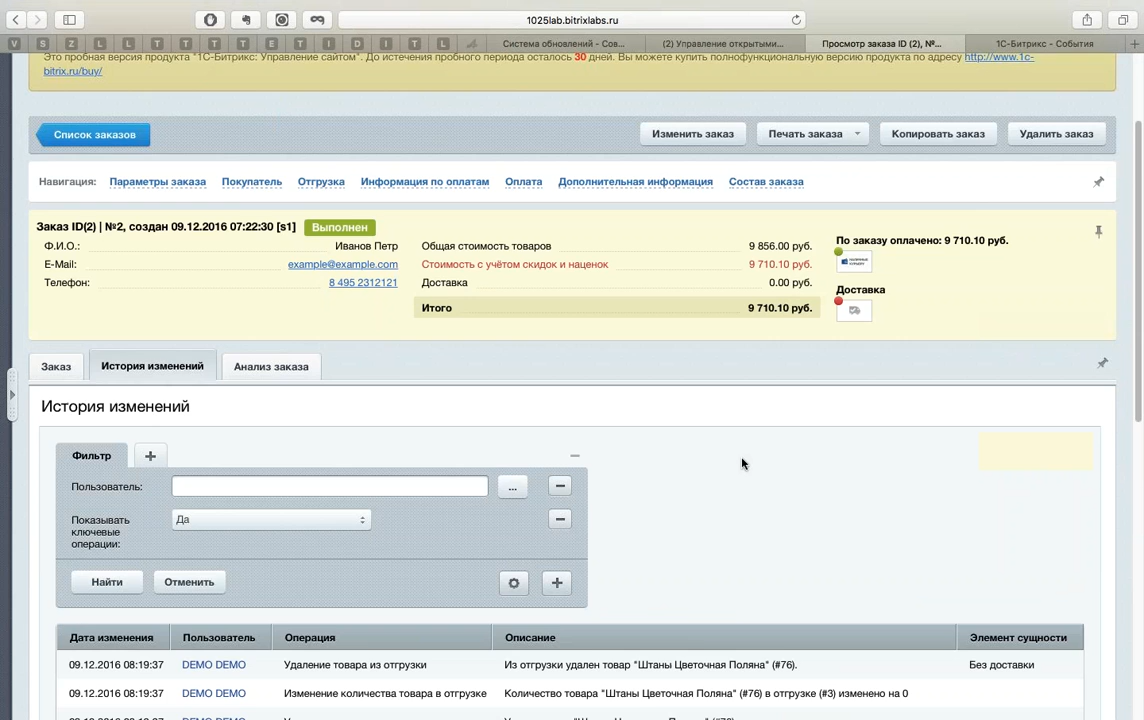 1025lab.bitrixlabs.ru
V S Z L L T T T T E T I D I T L Система обновлений - Сов... (2) Управление открытыми... Просмотр заказа ID (2), №... 1С-Битрикс - События
Это пробная версия продукта "1С-Битрикс: Управление сайтом". До истечения пробного периода осталось 30 дней. Вы можете купить полнофункциональную версию продукта по адресу http://www.1c-
bitrix.ru/buy/
Список заказов Изменить заказ Печать заказа Копировать заказ Удалить заказ
Навигация: Параметры заказа Покупатель Отгрузка Информация по оплатам Оплата Дополнительная информация Состав заказа
Заказ ID(2) | №2, создан 09.12.2016 07:22:30 [s1] Выполнен
Ф.И.О.: Иванов Петр Общая стоимость товаров 9 856.00 руб. По заказу оплачено: 9 710.10 руб.
E-Mail: example@example.com Стоимость с учётом скидок и наценок 9 710.10 руб.
Телефон: 8 495 2312121 Доставка 0.00 руб. Доставка
Итого 9 710.10 руб.
Заказ История изменений Анализ заказа
История изменений
Фильтр
Пользователь: ...
Показывать Да
ключевые
операции:
Найти Отменить
Дата изменения Пользователь Операция Описание Элемент сущности
09.12.2016 08:19:37 DEMO DEMO Удаление товара из отгрузки Из отгрузки удален товар "Штаны Цветочная Поляна" (#76). Без доставки
09.12.2016 08:19:37 DEMO DEMO Изменение количества товара в отгрузке Количество товара "Штаны Цветочная Поляна" (#76) в отгрузке (#3) изменено на 0